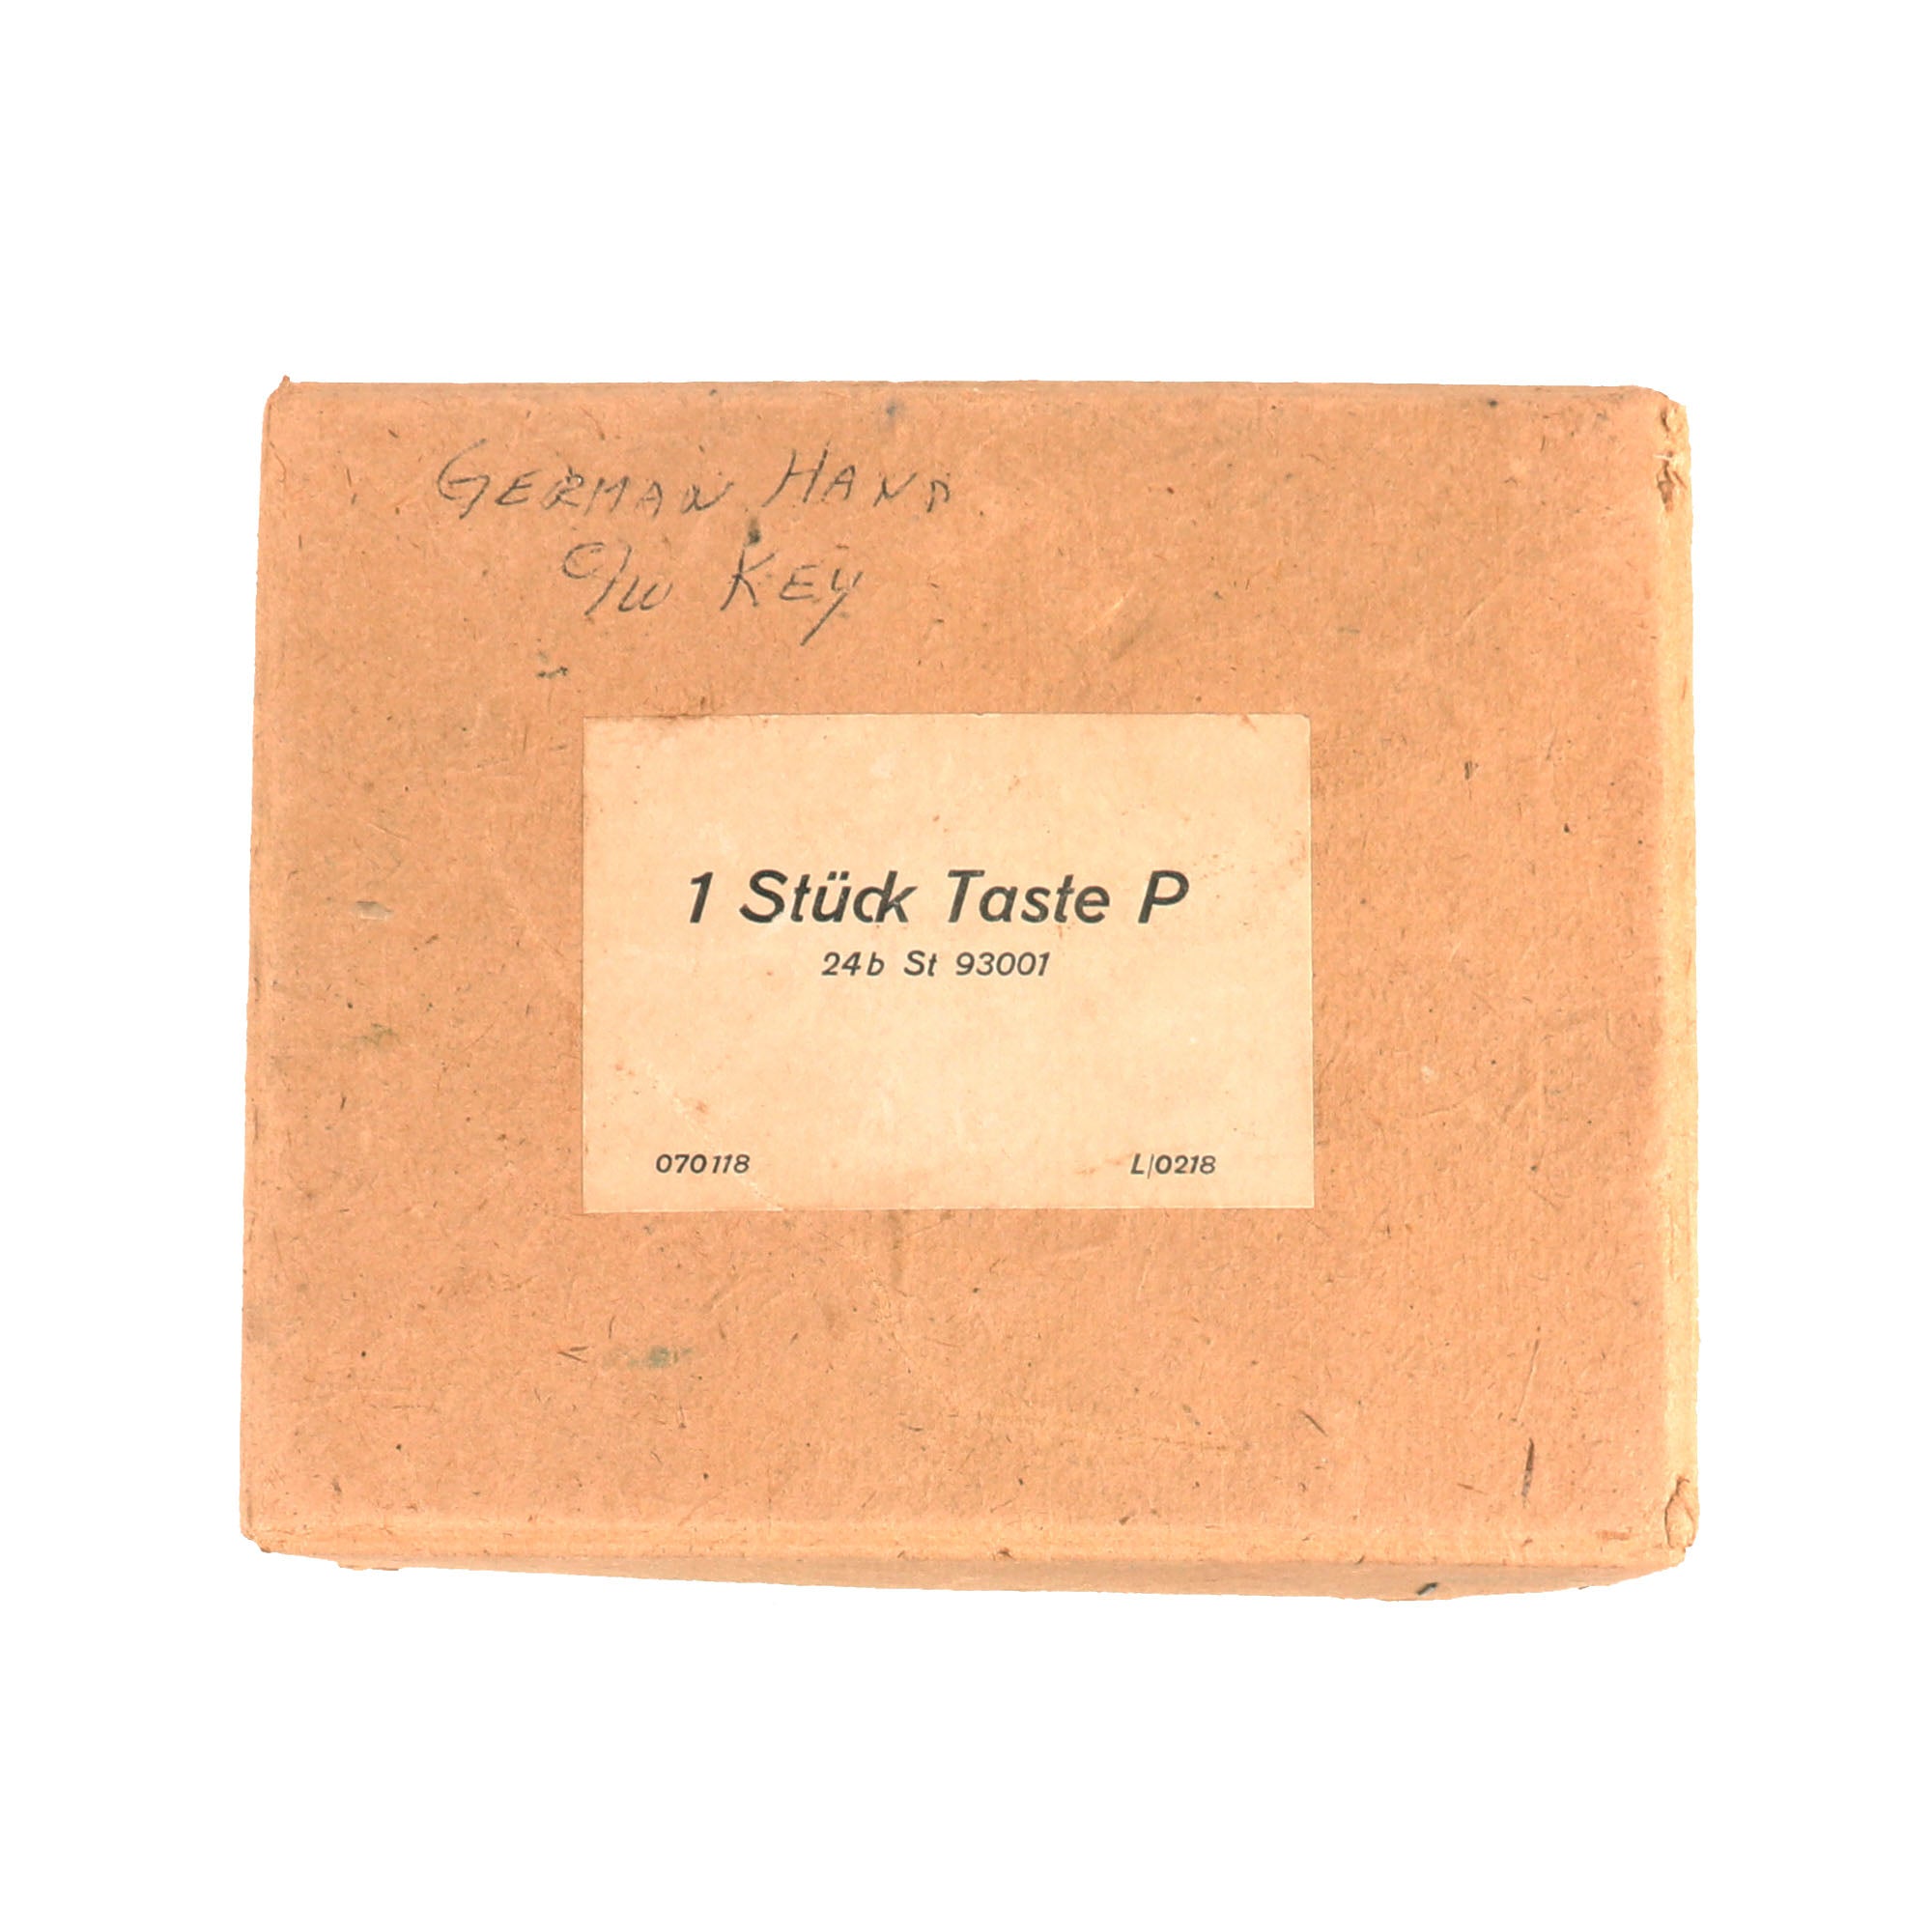 GERMAN HAND
C/W KEY
1 Stück Taste P
24b St 93001
070118 L/0218